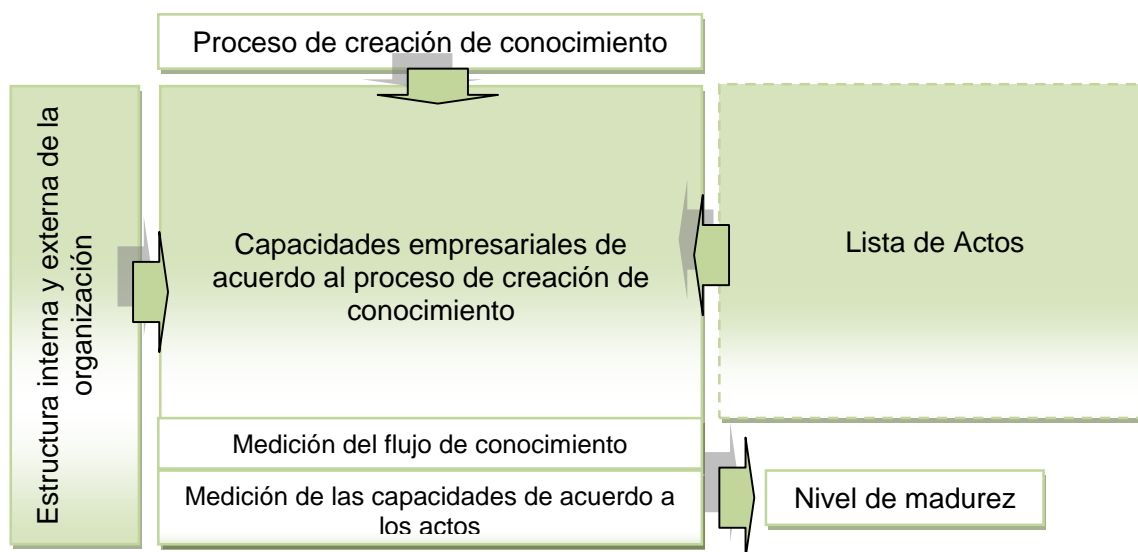 Proceso de creación de conocimiento
Estructura interna y externa de la
organización
Capacidades empresariales de
acuerdo al proceso de creación de
conocimiento
Lista de Actos
Medición del flujo de conocimiento
Medición de las capacidades de acuerdo a
los actos
Nivel de madurez